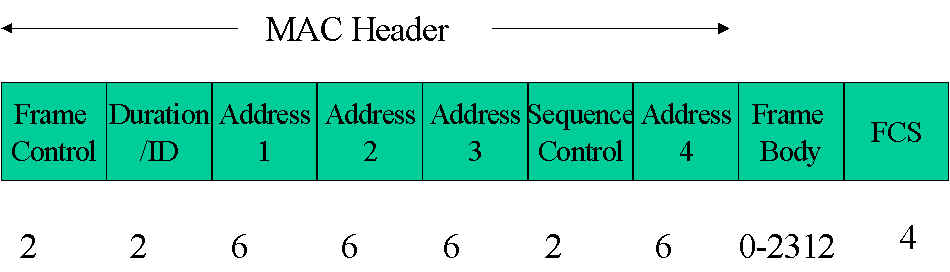 MAC Header
Frame Duration Address Address Address Sequence Address Frame FCS
Control /ID 1 2 3 Control 4 Body
2 2 6 6 6 2 6 0-2312 4